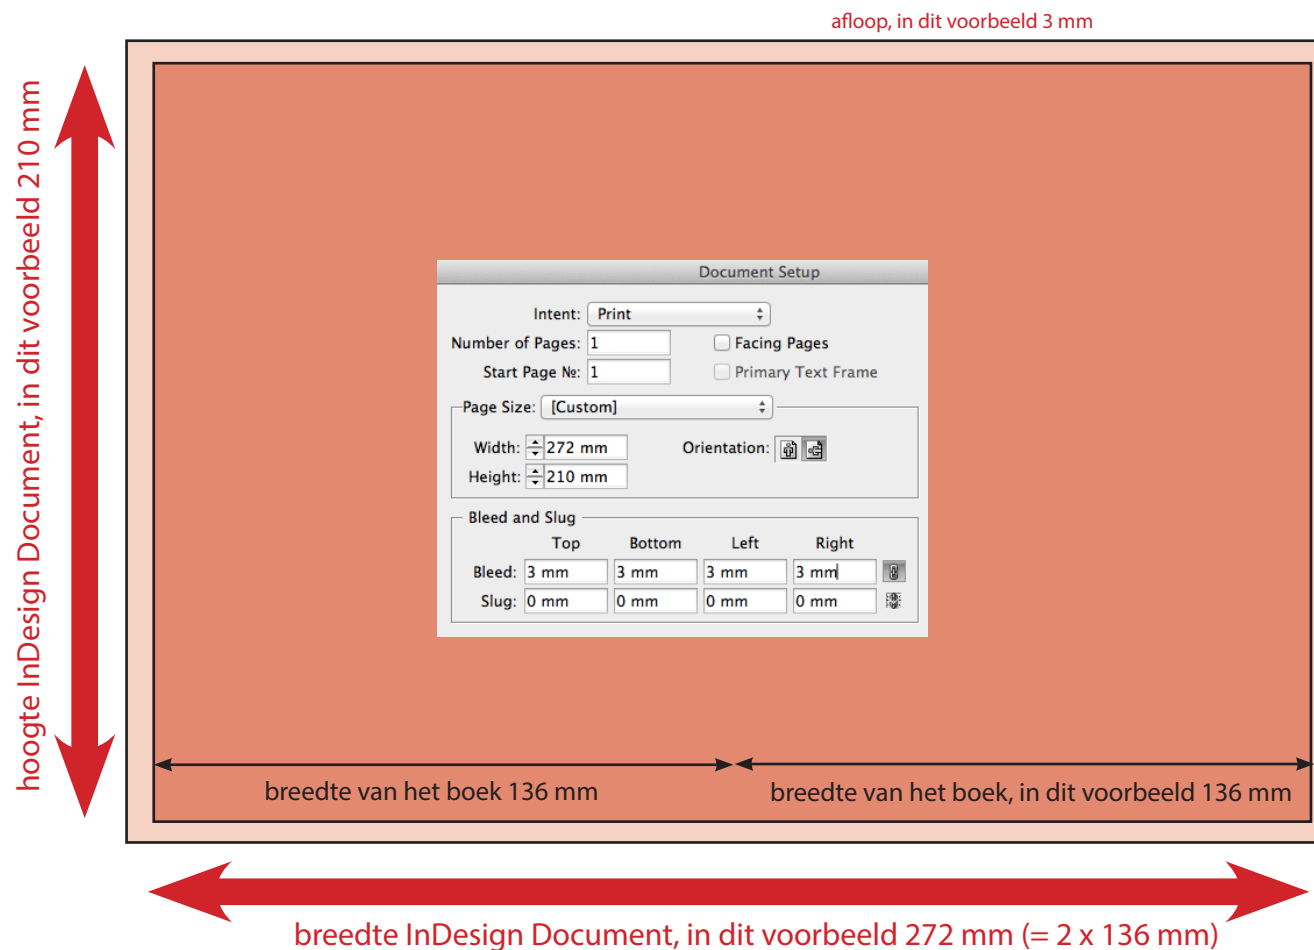 afloop, in dit voorbeeld 3 mm
hoogte InDesign Document, in dit voorbeeld 210 mm
Document Setup
Intent: Print
Number of Pages: 1 Facing Pages
Start Page №: 1 Primary Text Frame
Page Size: [Custom]
Width: 272 mm Orientation:
Height: 210 mm
Bleed and Slug
Top Bottom Left Right
Bleed: 3 mm 3 mm 3 mm 3 mm
Slug: 0 mm 0 mm 0 mm 0 mm
breedte van het boek 136 mm
breedte van het boek, in dit voorbeeld 136 mm
breedte InDesign Document, in dit voorbeeld 272 mm (= 2 x 136 mm)